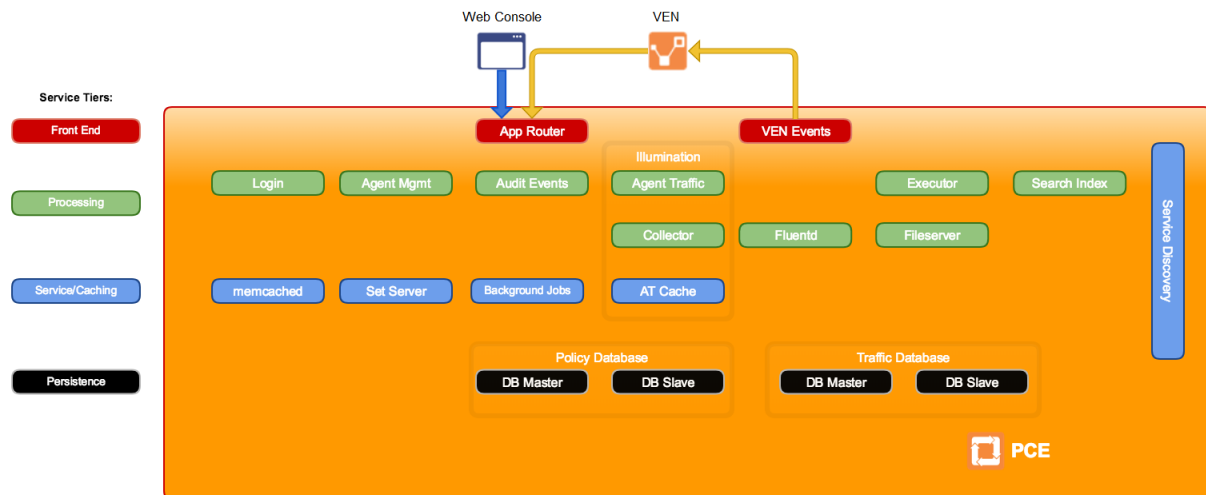 Web Console
VEN
Service Tiers:
Front End
App Router
VEN Events
Illumination
Login
Agent Mgmt
Audit Events
Agent Traffic
Executor
Search Index
Processing
Collector
Fluentd
Fileserver
Service Discovery
Service/Caching
memcached
Set Server
Background Jobs
AT Cache
Policy Database
Traffic Database
Persistence
DB Master
DB Slave
DB Master
DB Slave
PCE